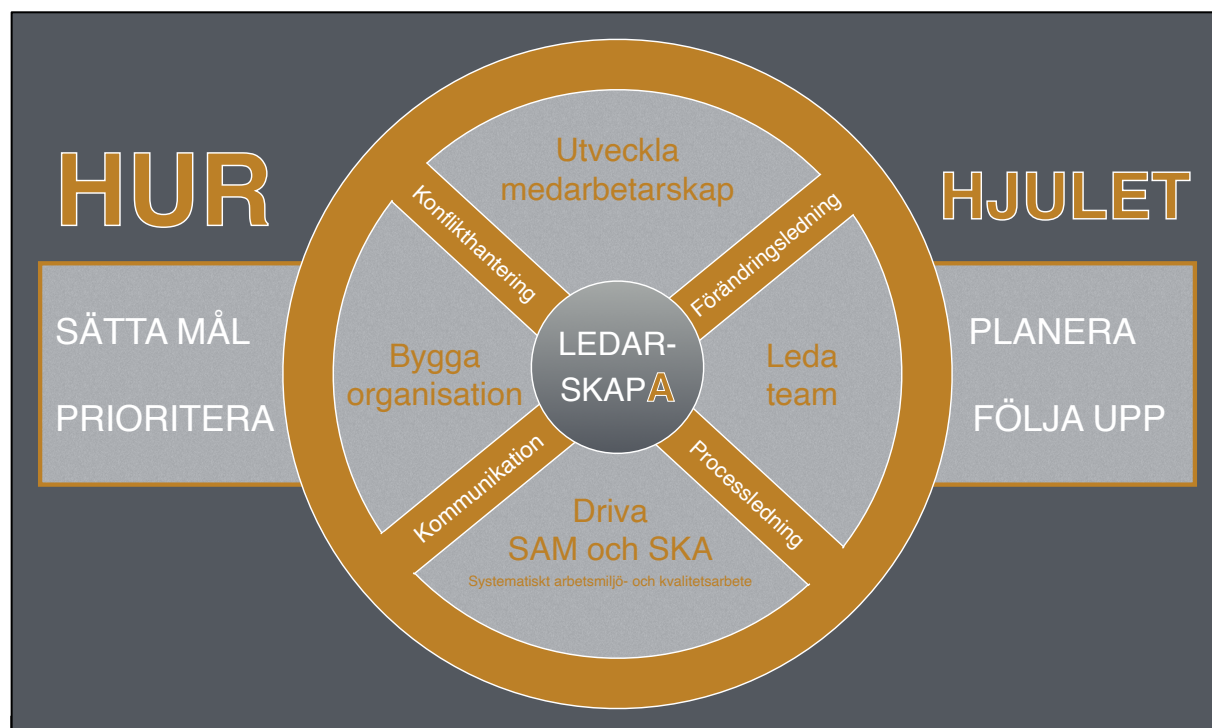 HUR
HJULET
SÄTTA MÅL
PRIORITERA
Utveckla
medarbetarskap
Konflikthantering
Förändringsledning
Bygga
organisation
LEDAR-
SKAPA
Leda
team
Kommunikation
Processledning
Driva
SAM och SKA
Systematiskt arbetsmiljö- och kvalitetsarbete
PLANERA
FÖLJA UPP